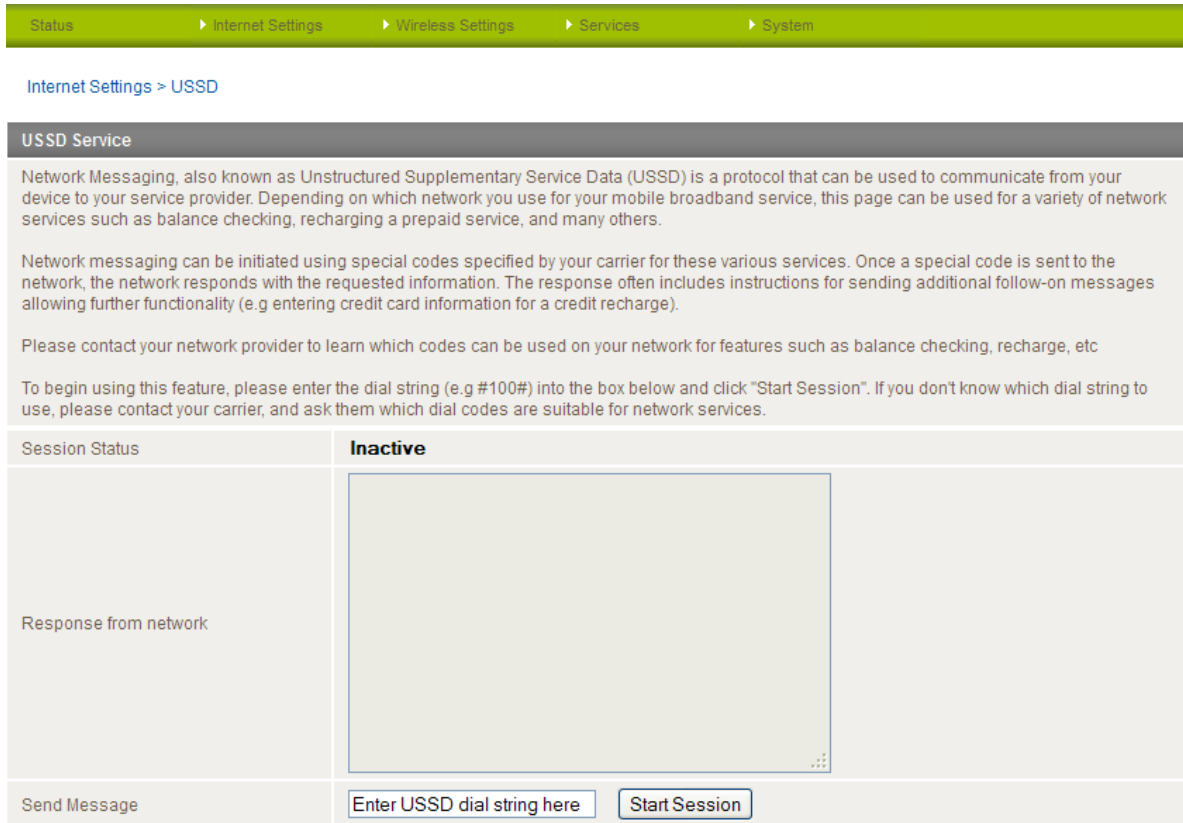 Status Internet Settings Wireless Settings Services System
Internet Settings > USSD
USSD Service
Network Messaging, also known as Unstructured Supplementary Service Data (USSD) is a protocol that can be used to communicate from your
device to your service provider. Depending on which network you use for your mobile broadband service, this page can be used for a variety of network
services such as balance checking, recharging a prepaid service, and many others.
Network messaging can be initiated using special codes specified by your carrier for these various services. Once a special code is sent to the
network, the network responds with the requested information. The response often includes instructions for sending additional follow-on messages
allowing further functionality (e.g entering credit card information for a credit recharge).
Please contact your network provider to learn which codes can be used on your network for features such as balance checking, recharge, etc
To begin using this feature, please enter the dial string (e.g #100#) into the box below and click "Start Session". If you don't know which dial string to
use, please contact your carrier, and ask them which dial codes are suitable for network services.
Session Status Inactive
Response from network
Send Message Enter USSD dial string here Start Session